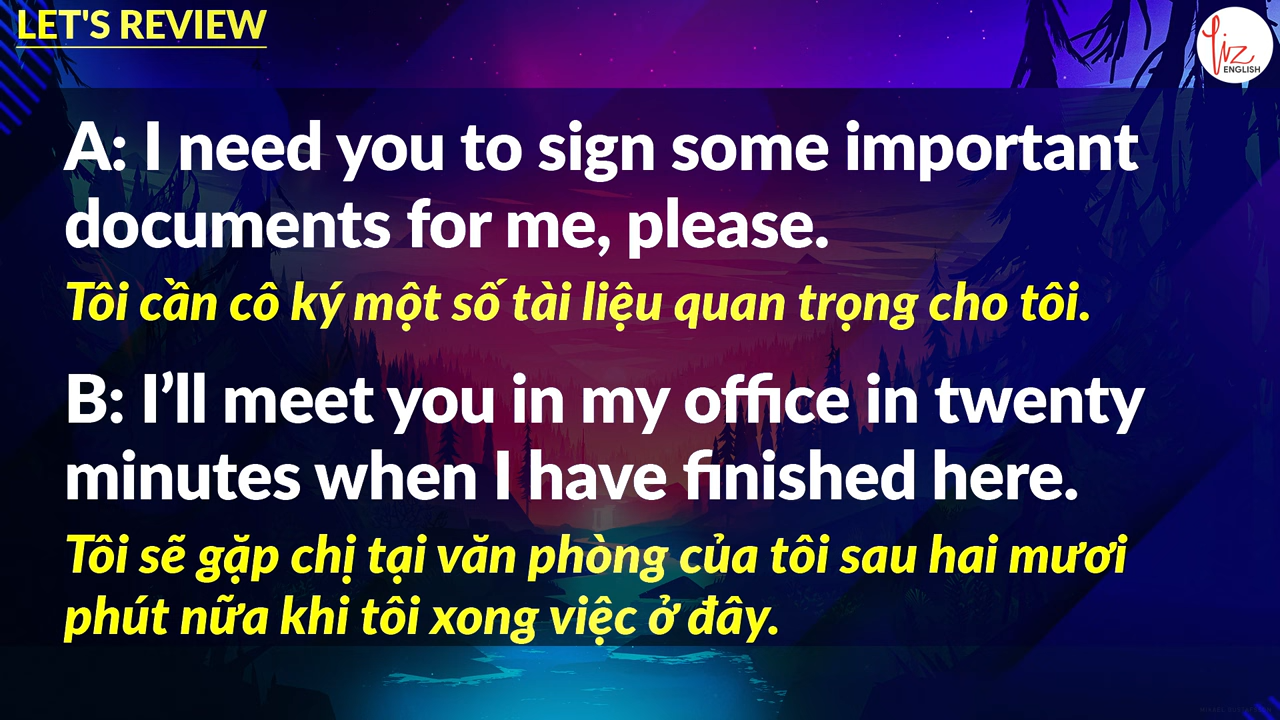 LET'S REVIEW
Liz
ENGLISH
A: I need you to sign some important
documents for me, please.
Tôi cần cô ký một số tài liệu quan trọng cho tôi.
B: I’ll meet you in my office in twenty
minutes when I have finished here.
Tôi sẽ gặp chị tại văn phòng của tôi sau hai mươi
phút nữa khi tôi xong việc ở đây.